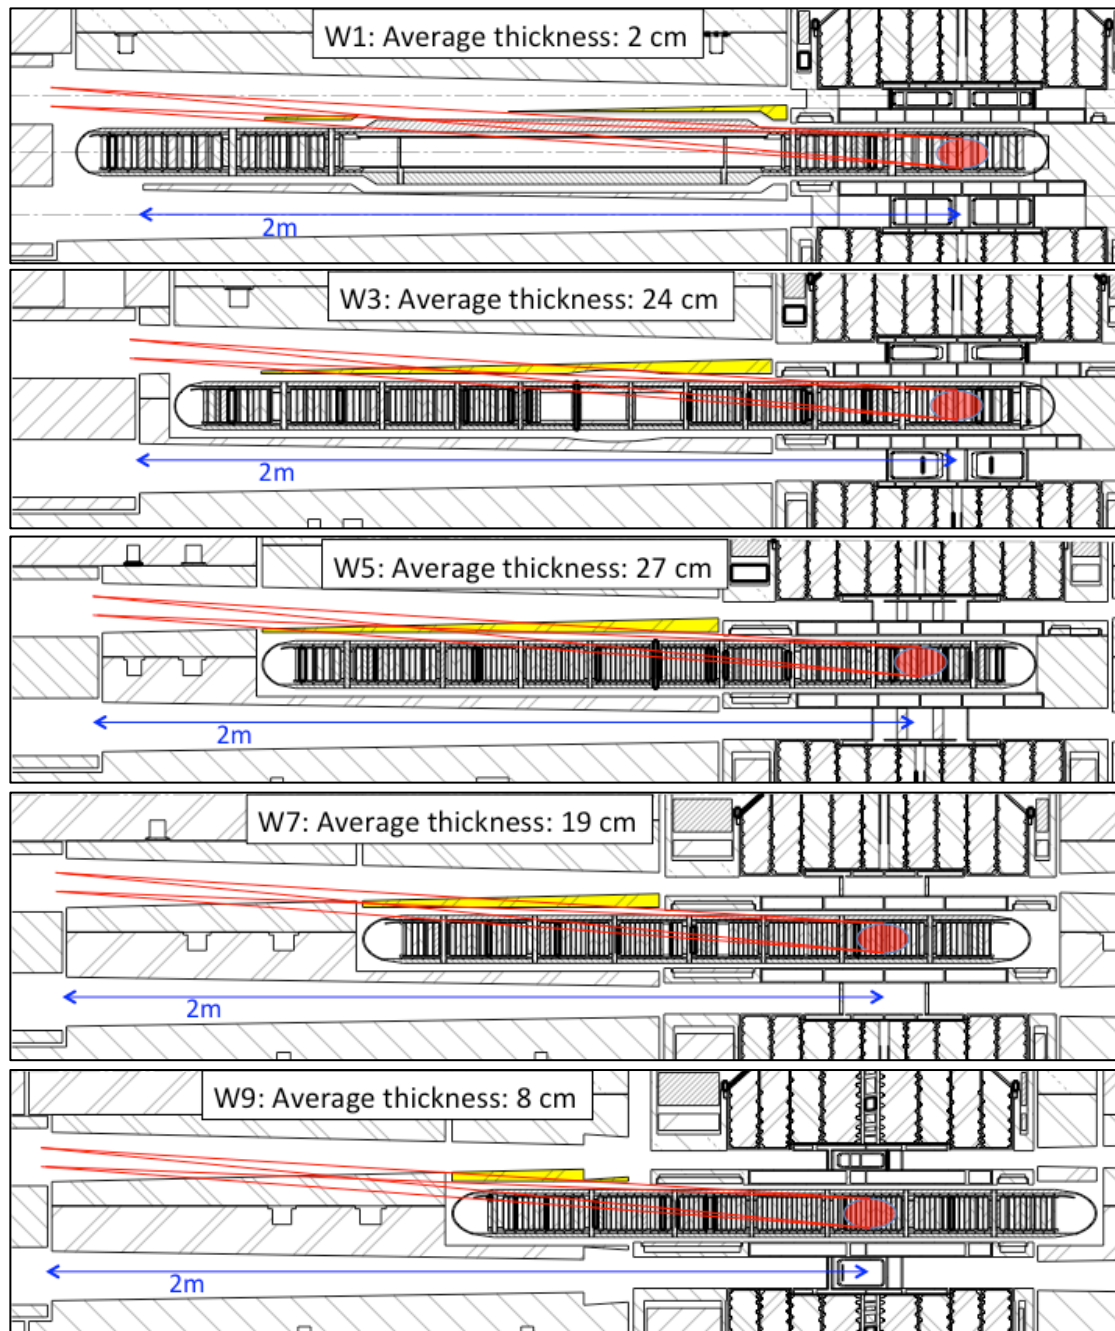 W1: Average thickness: 2 cm
2m
W3: Average thickness: 24 cm
2m
W5: Average thickness: 27 cm
2m
W7: Average thickness: 19 cm
2m
W9: Average thickness: 8 cm
2m